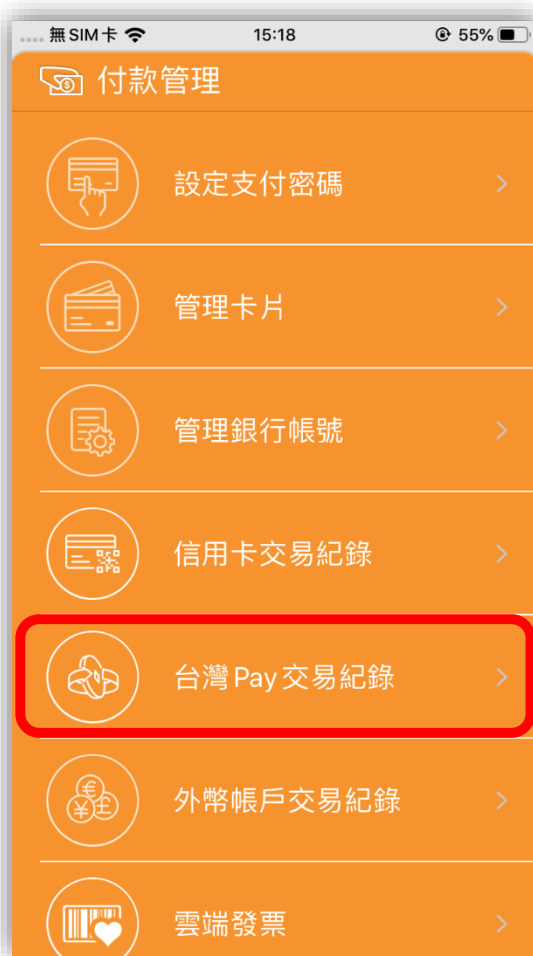 無SIM卡 15:18 55%
付款管理
設定支付密碼
管理卡片
管理銀行帳號
信用卡交易紀錄
台灣Pay交易紀錄
外幣帳戶交易紀錄
雲端發票